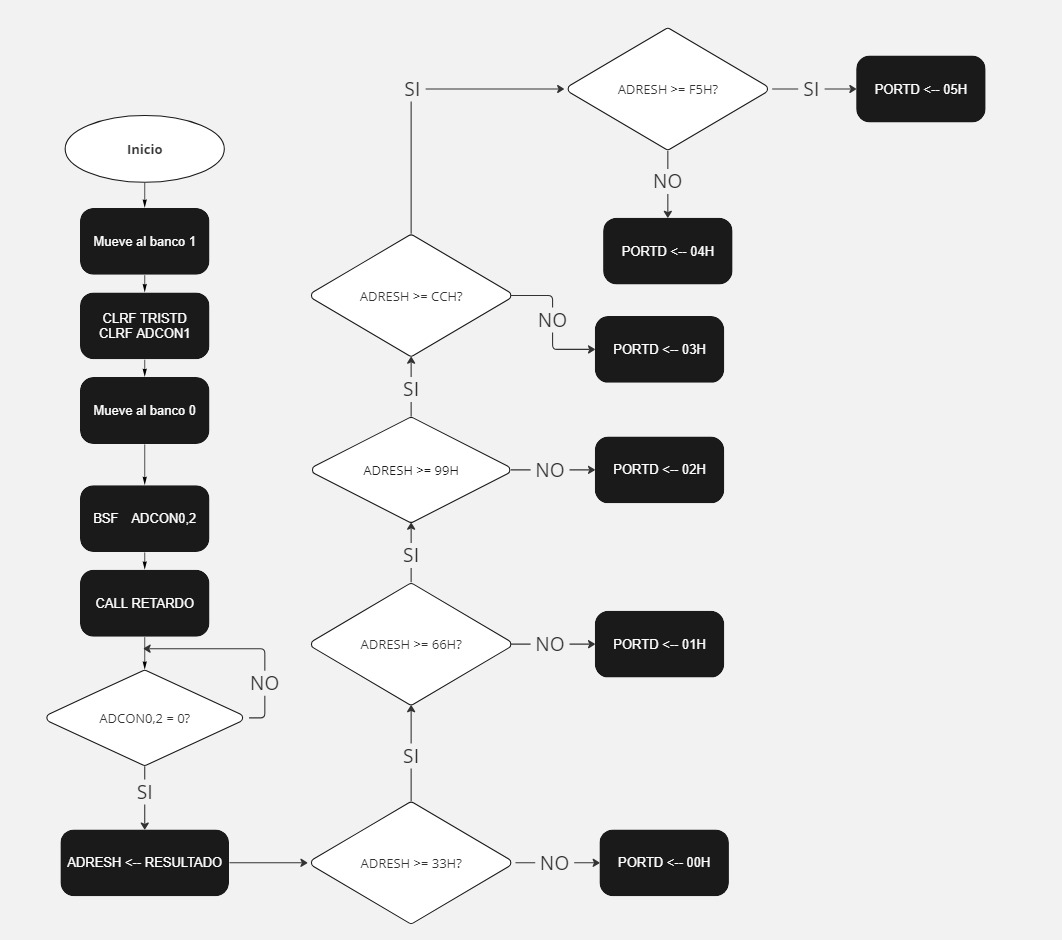 Inicio
Mueve al banco 1
CLRF TRISTD
CLRF ADCON1
Mueve al banco 0
BSF ADCON0,2
CALL RETARDO
NO
ADCON0,2 = 0?
SI
ADRESH <-- RESULTADO
ADRESH >= 33H?
NO
PORTD <-- 00H
SI
ADRESH >= 66H?
NO
PORTD <-- 01H
SI
ADRESH >= 99H
NO
PORTD <-- 02H
SI
ADRESH >= CCH?
NO
PORTD <-- 03H
SI
ADRESH >= F5H?
SI
PORTD <-- 05H
NO
PORTD <-- 04H